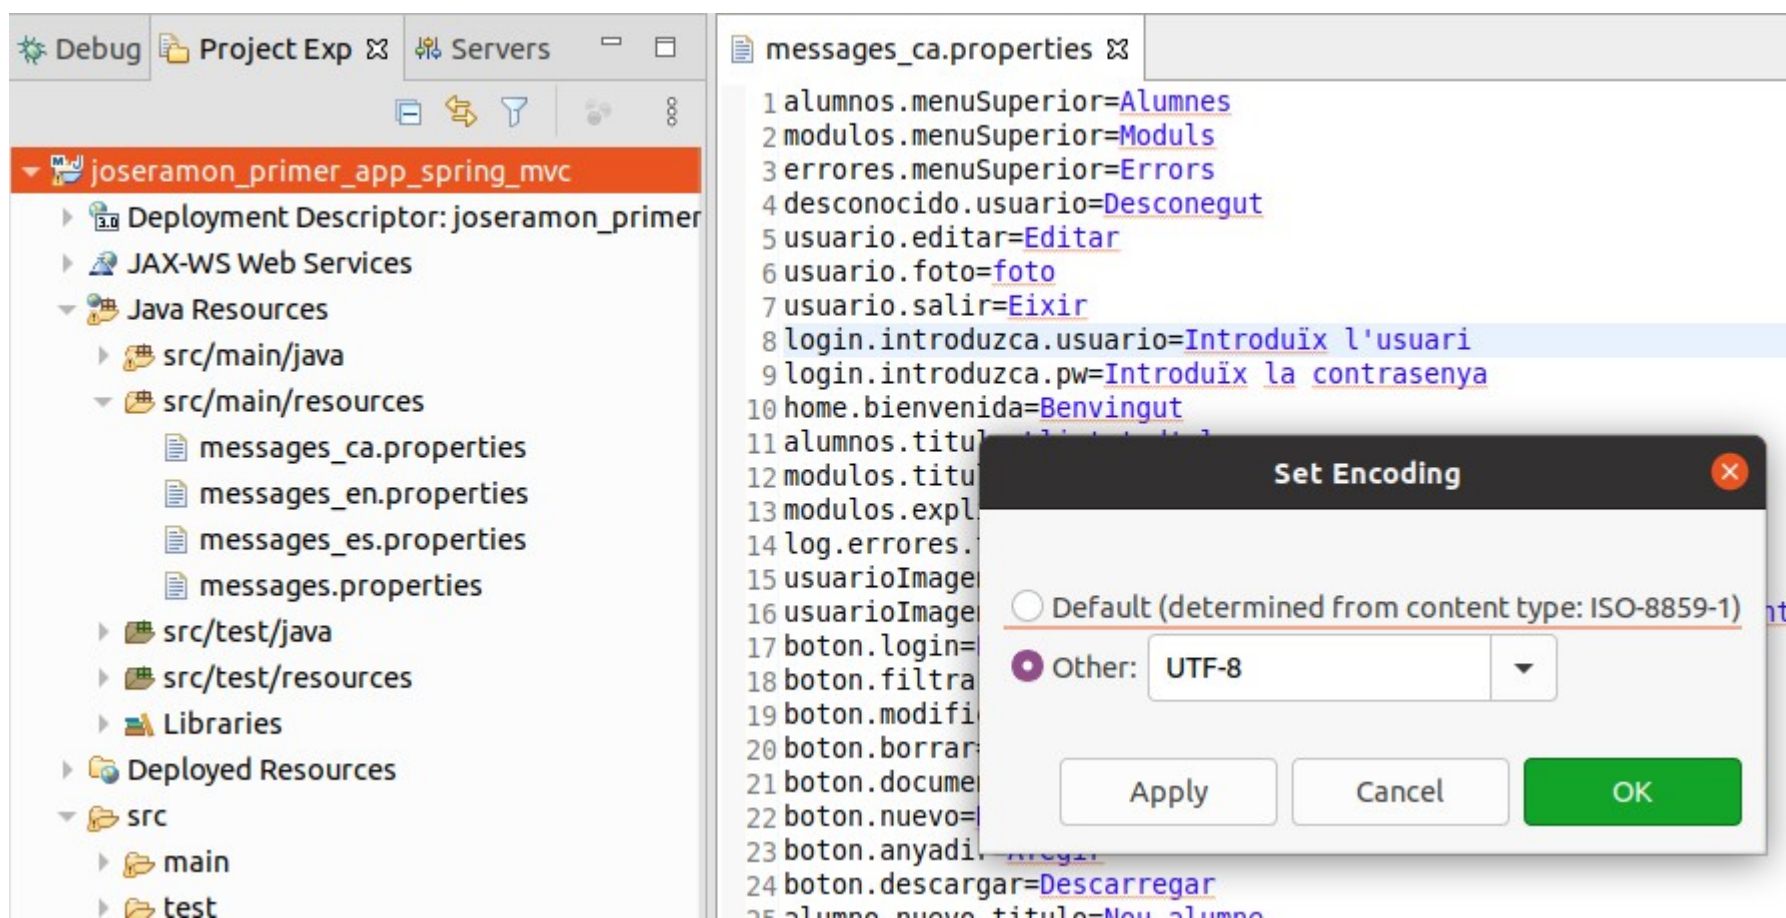 Debug Project Exp Servers
joseramon_primer_app_spring_mvc
Deployment Descriptor: joseramon_primer
JAX-WS Web Services
Java Resources
src/main/java
src/main/resources
messages_ca.properties
messages_en.properties
messages_es.properties
messages.properties
src/test/java
src/test/resources
Libraries
Deployed Resources
src
main
test
messages_ca.properties
1 alumnos.menuSuperior=Alumnes
2 modulos.menuSuperior=Moduls
3 errores.menuSuperior=Errors
4 desconocido.usuario=Desconegut
5 usuario.editar=Editar
6 usuario.foto=foto
7 usuario.salir=Eixir
8 login.introduzca.usuario=Introduïx l'usuari
9 login.introduzca.pw=Introduïx la contrasenya
10 home.bienvenida=Benvingut
11 alumnos.titul
12 modulos.titu
13 modulos.expl
14 log.errores.
15 usuarioImage
16 usuarioImage
17 boton.login=
18 boton.filtra
19 boton.modifi
20 boton.borrar=
21 boton.docume
22 boton.nuevo=
23 boton.anyadi
24 boton.descargar=Descarregar
25 alumno.nuevo.titulo=Nou alumne
Set Encoding
Default (determined from content type: ISO-8859-1)
Other: UTF-8
Apply Cancel OK